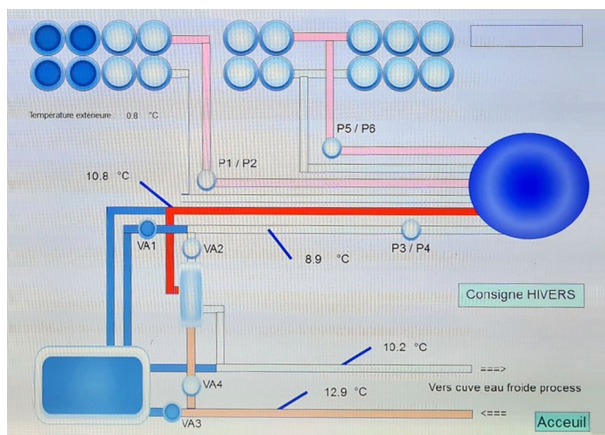 Température extérieure 0.8 °C
P5 / P6
P1 / P2
10.8 °C
VA1
VA2
P3 / P4
8.9 °C
Consigne HIVERS
10.2 °C
===>
Vers cuve eau froide process
VA4
12.9 °C
<===
VA3
Acceuil